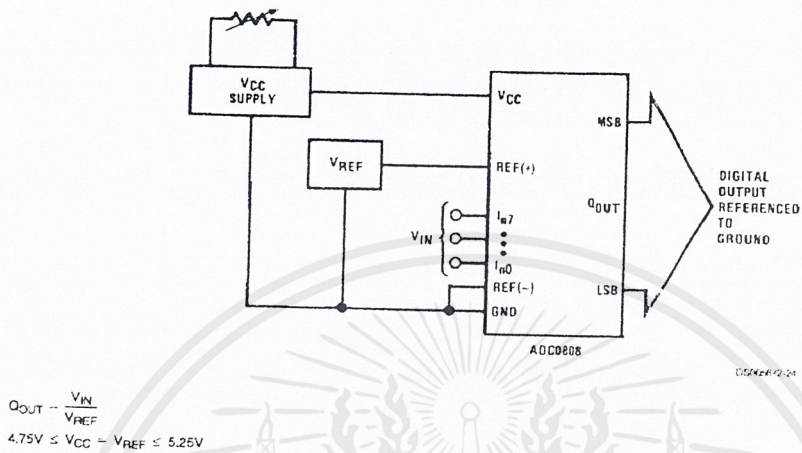 VCC
SUPPLY
VREF
VIN
VCC
REF(+)
In7
In0
REF(−)
GND
MSB
QOUT
LSB
ADC0808
DIGITAL
OUTPUT
REFERENCED
TO
GROUND
QOUT = VIN
VREF
4.75V ≤ VCC = VREF ≤ 5.25V